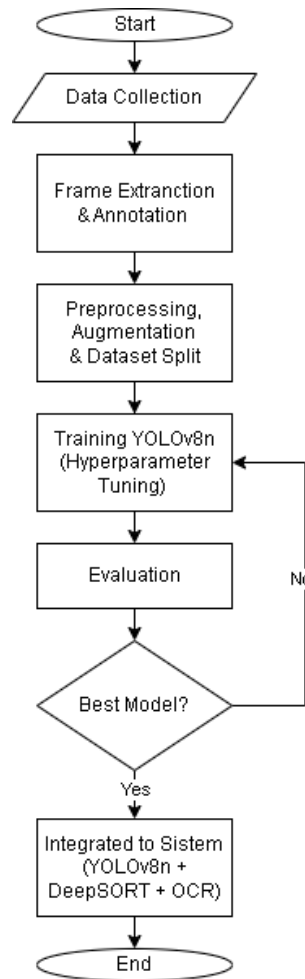 Start
Data Collection
Frame Extranction
& Annotation
Preprocessing,
Augmentation
& Dataset Split
Training YOLOv8n
(Hyperparameter
Tuning)
Evaluation
No
Best Model?
Yes
Integrated to Sistem
(YOLOv8n +
DeepSORT + OCR)
End